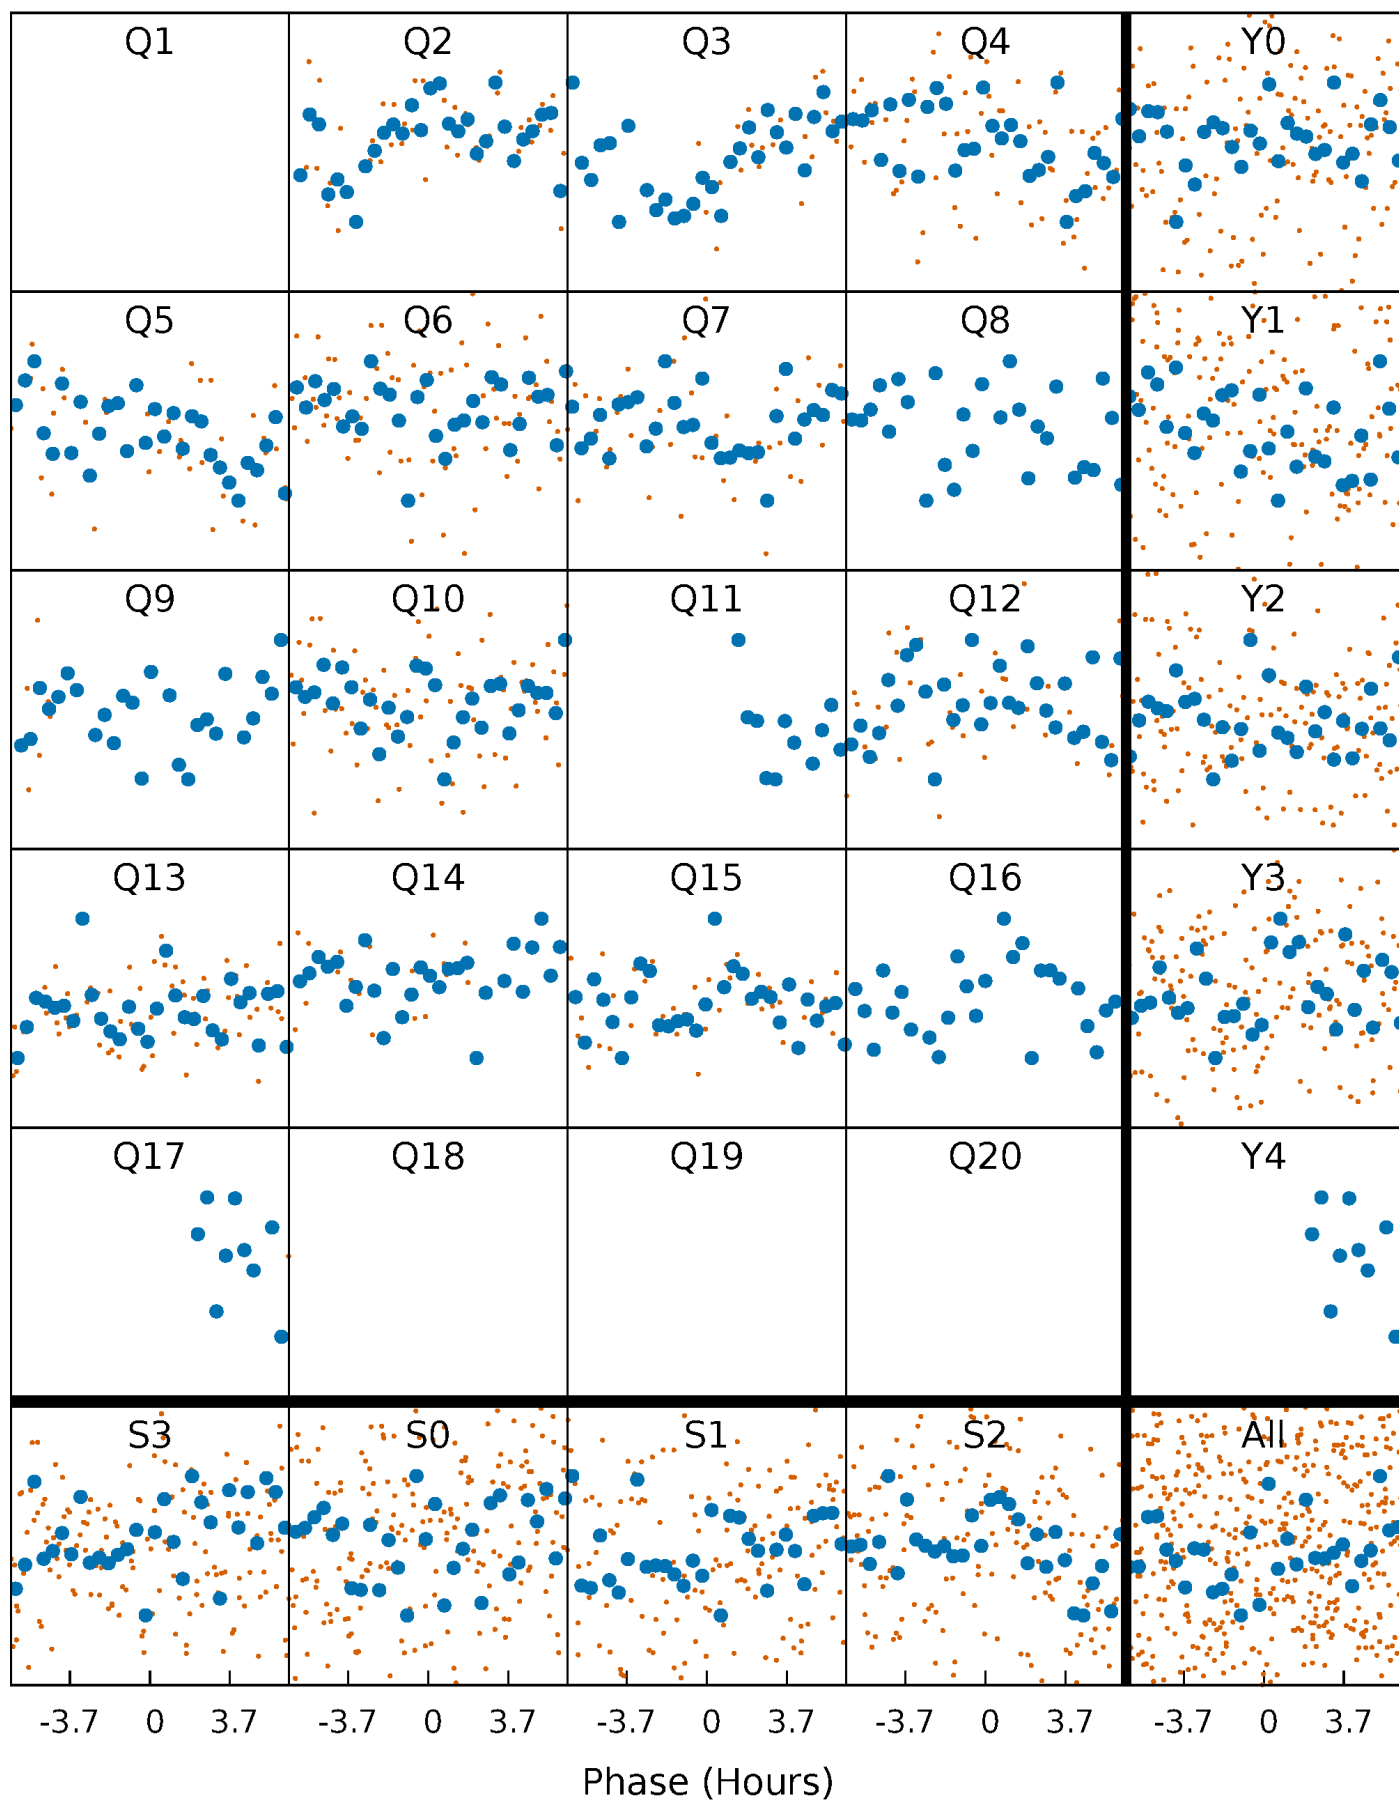 Q1 Q2 Q3 Q4 Y0
Q5 Q6 Q7 Q8 Y1
Q9 Q10 Q11 Q12 Y2
Q13 Q14 Q15 Q16 Y3
Q17 Q18 Q19 Q20 Y4
S3 S0 S1 S2 All
-3.7 0 3.7 -3.7 0 3.7 -3.7 0 3.7 -3.7 0 3.7 -3.7 0 3.7
Phase (Hours)